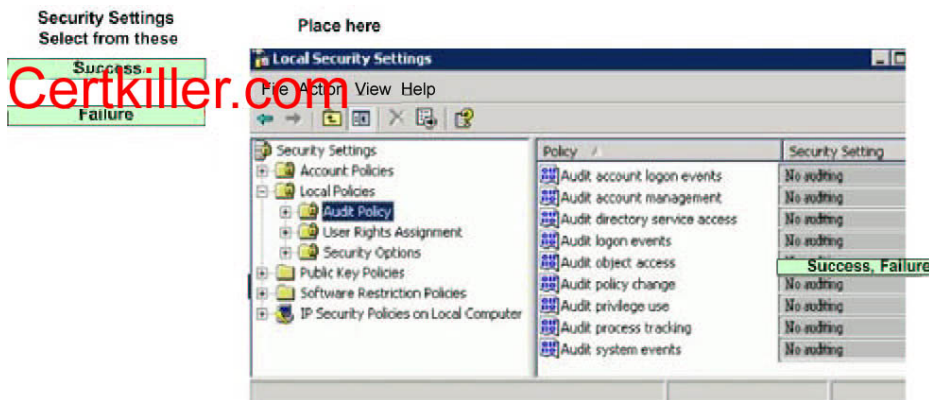 Security Settings
Select from these
Place here
Success
Failure
Certkiller.com
Local Security Settings
File Action View Help
Security Settings
Account Policies
Local Policies
Audit Policy
User Rights Assignment
Security Options
Public Key Policies
Software Restriction Policies
IP Security Policies on Local Computer
Policy Security Setting
Audit account logon events No auditing
Audit account management No auditing
Audit directory service access No auditing
Audit logon events No auditing
Audit object access Success, Failure
Audit policy change No auditing
Audit privilege use No auditing
Audit process tracking No auditing
Audit system events No auditing